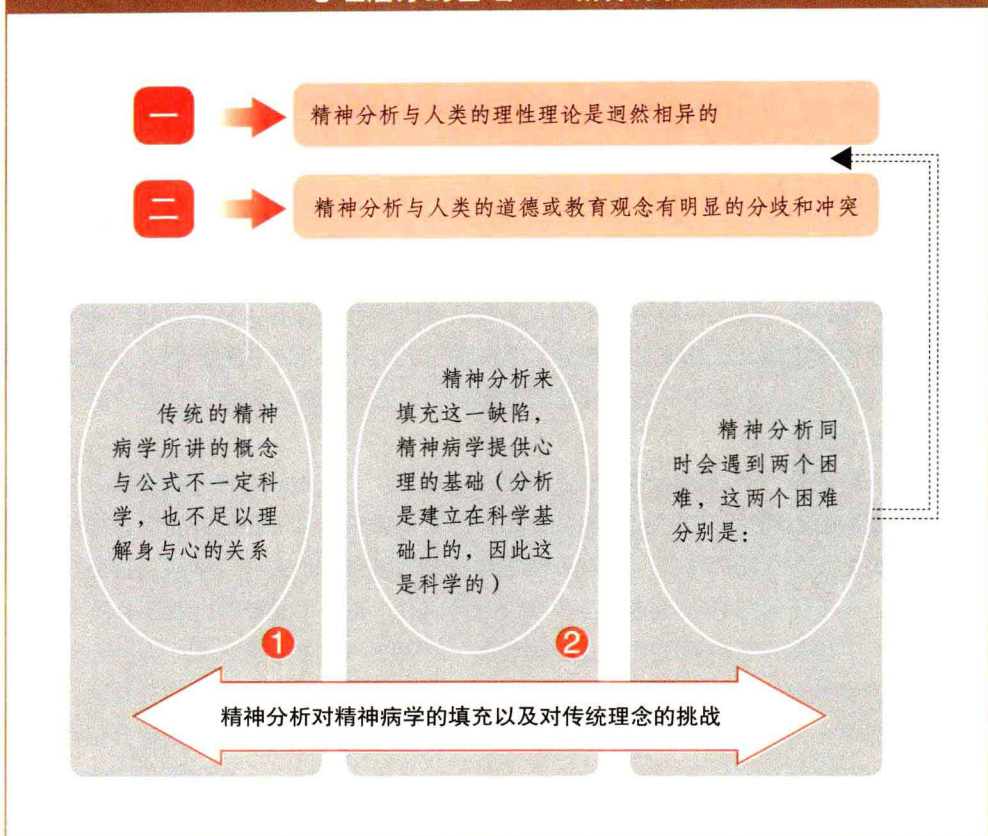 一
精神分析与人类的理性理论是迥然相异的
二
精神分析与人类的道德或教育观念有明显的分歧和冲突
传统的精神
病学所讲的概念
与公式不一定科
学，也不足以理
解身与心的关系
1
精神分析来
填充这一缺陷，
精神病学提供心
理的基础（分析
是建立在科学基
础上的，因此这
是科学的）
2
精神分析同
时会遇到两个困
难，这两个困难
分别是：
精神分析对精神病学的填充以及对传统理念的挑战